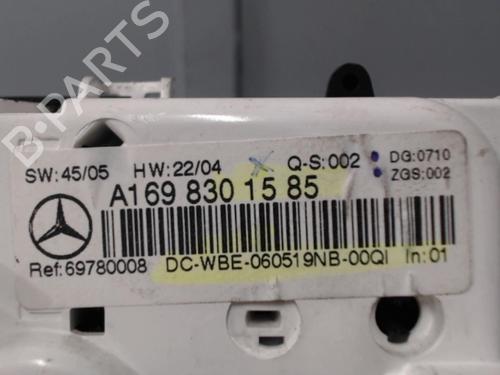 B-PARTS
SW: 45/05 HW: 22/04 Q-S: 002 DG:0710
ZGS:002
A169 830 15 85
Ref:69780008 DC-WBE-060519NB-00QI In:01